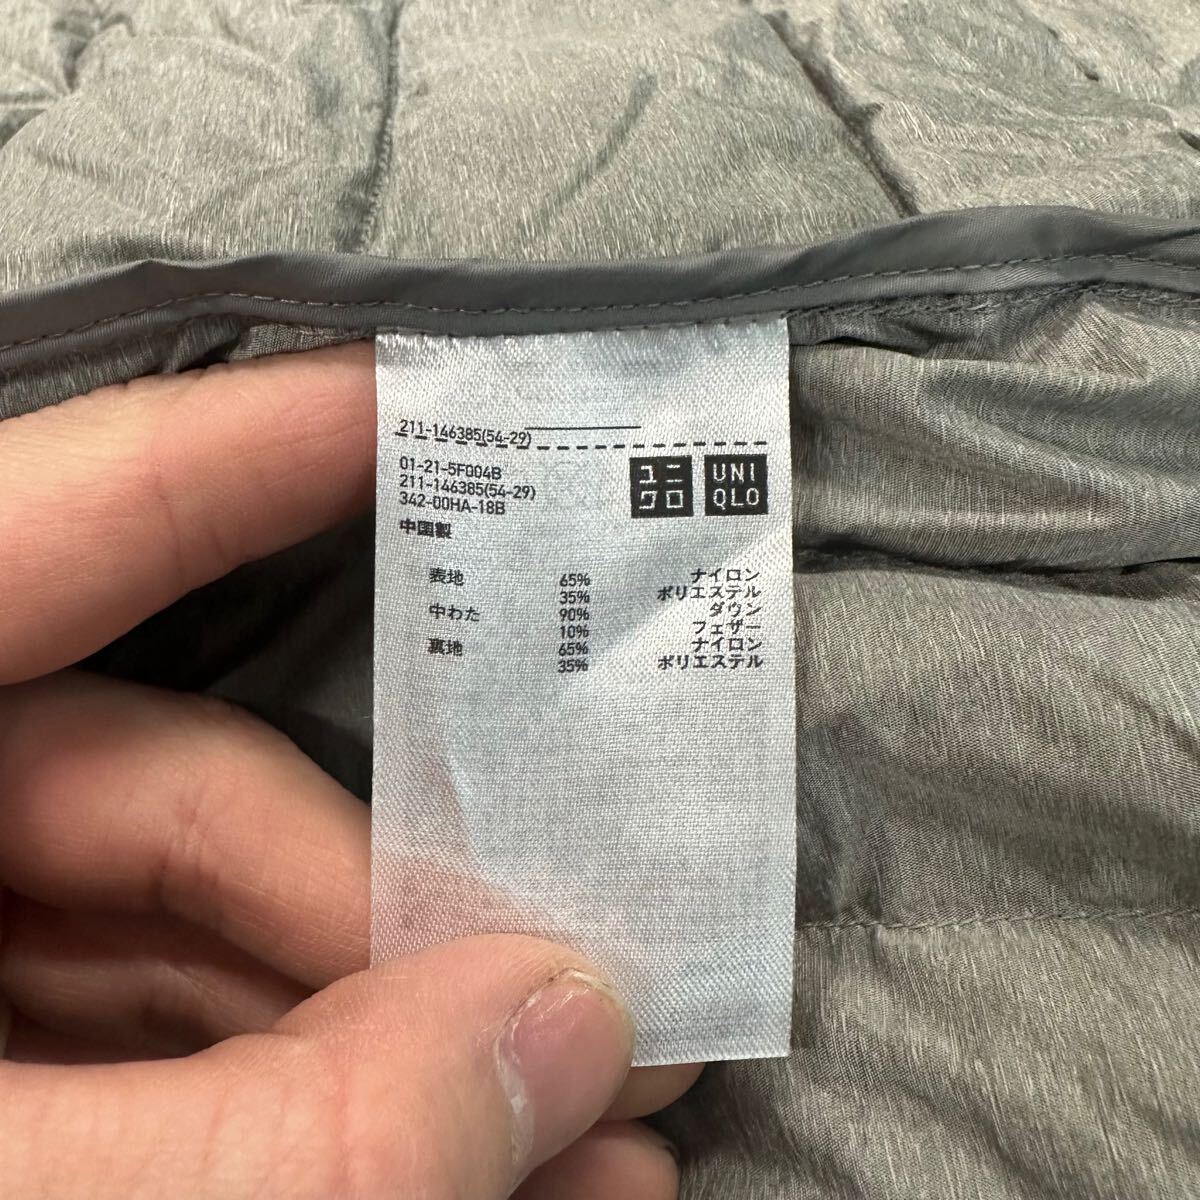 211-146385(54-29)
01-21-5F004B
211-146385(54-29)
342-00HA-18B
中国製
ユニ
クロ
UNI
QLO
表地 65% ナイロン
35% ポリエステル
中わた 90% ダウン
10% フェザー
裏地 65% ナイロン
35% ポリエステル